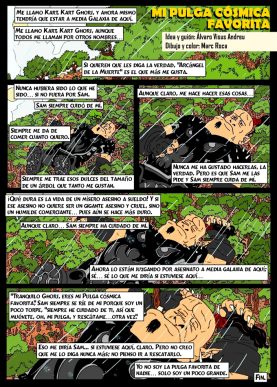 MI PULGA CÓSMICA
FAVORITA
Idea y guión: Álvaro Visus Andreu
Dibujo y color: Marc Roca
ME LLAMO KART, KART GHORI, Y AHORA MISMO
TENDRÍA QUE ESTAR A MEDIA GALAXIA DE AQUÍ.
ME LLAMO KART, KART GHORI, AUNQUE
TODOS ME LLAMAN POR OTROS NOMBRES...
SI QUIEREN QUE LES DIGA LA VERDAD, "ARCÁNGEL
DE LA MUERTE" ES EL QUE MÁS ME GUSTA.
NUNCA HUBIERA SIDO LO QUE HE
SIDO... SI NO FUERA POR SAM.
SAM SIEMPRE CUIDÓ DE MÍ.
SIEMPRE ME DA DE
COMER CUANTO QUIERO.
SIEMPRE ME TRAE ESOS DULCES DEL TAMAÑO
DE UN ÁRBOL QUE TANTO ME GUSTAN.
AUNQUE CLARO, ME HACE HACER ESAS COSAS...
NUNCA ME HA GUSTADO HACERLAS, LA
VERDAD. PERO ES QUE SAM ME LAS
PIDE Y SAM SIEMPRE CUIDA DE MÍ.
¡QUÉ DURA ES LA VIDA DE UN MÍSERO ASESINO A SUELDO! Y SI
ESE ASESINO NO QUIERE SER UN GIGANTE ASESINO Y CRUEL, SINO
UN HUMILDE COMERCIANTE... PUES AÚN SE HACE MÁS DURO.
AUNQUE CLARO... SAM SIEMPRE CUIDA DE MÍ.
AHORA LO ESTÁN JUZGANDO POR ASESINATO A MEDIA GALAXIA DE AQUÍ;
SE... SE LO QUE ME DIRÍA SI ESTUVIESE AQUÍ...
"TRANQUILO GHORI, ERES MI PULGA CÓSMICA
FAVORITA". SAM SIEMPRE SE RÍE DE MI PORQUE SOY UN
POCO TORPE, "SIEMPRE HE CUIDADO DE TI, ASÍ QUE
MUÉVETE, MI PULGA, Y RESCÁTAME...OTRA VEZ".
ESO ME DIRÍA SAM... SI ESTUVIESE AQUÍ, CLARO. PERO NO CREO
QUE ME LO DIGA NUNCA MÁS; NO PIENSO IR A RESCATARLO.
YO NO SOY LA PULGA FAVORITA DE
NADIE... SOLO SOY UN POCO GRANDE.
FIN.